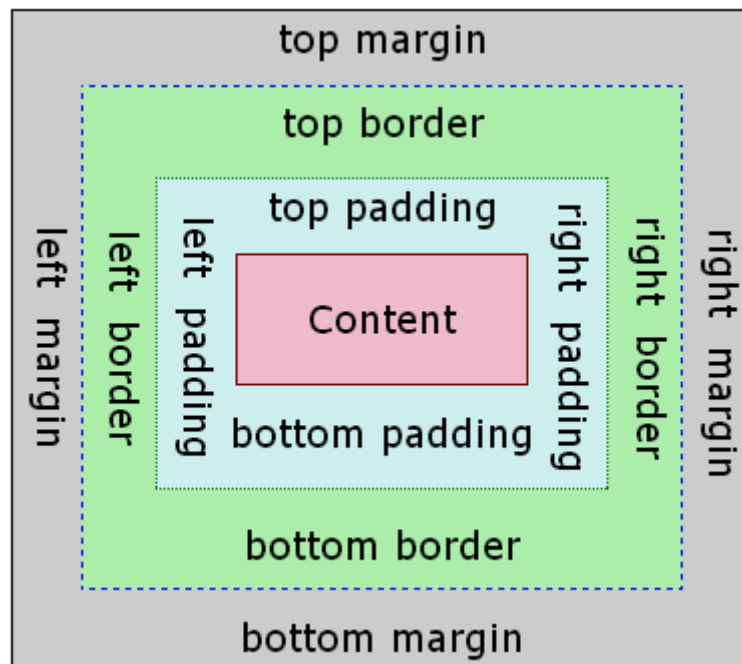 top margin
top border
top padding
left margin
left border
left padding
Content
right padding
right border
right margin
bottom padding
bottom border
bottom margin